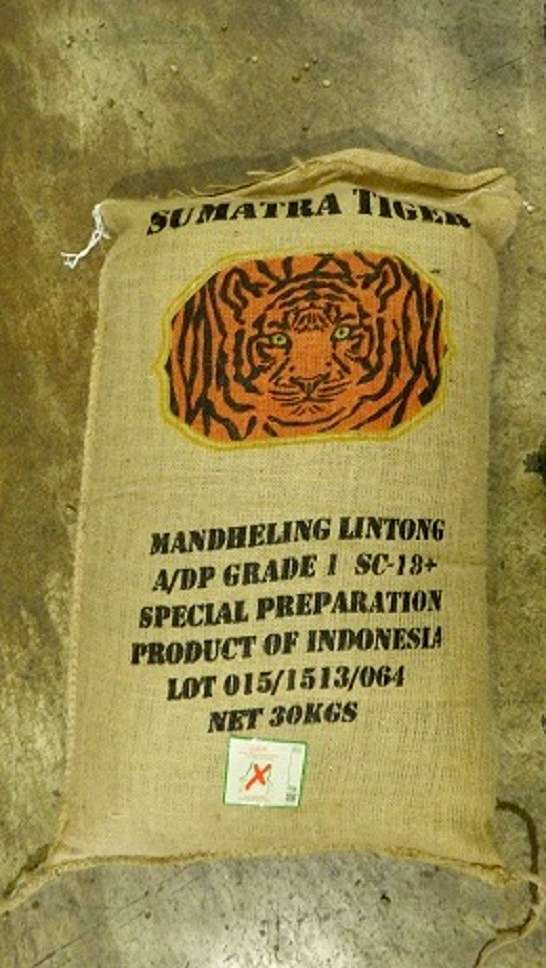 SUMATRA TIGER
MANDHELING LINTONG
A/DP GRADE 1 SC-18+
SPECIAL PREPARATION
PRODUCT OF INDONESIA
LOT 015/1513/064
NET 30KGS